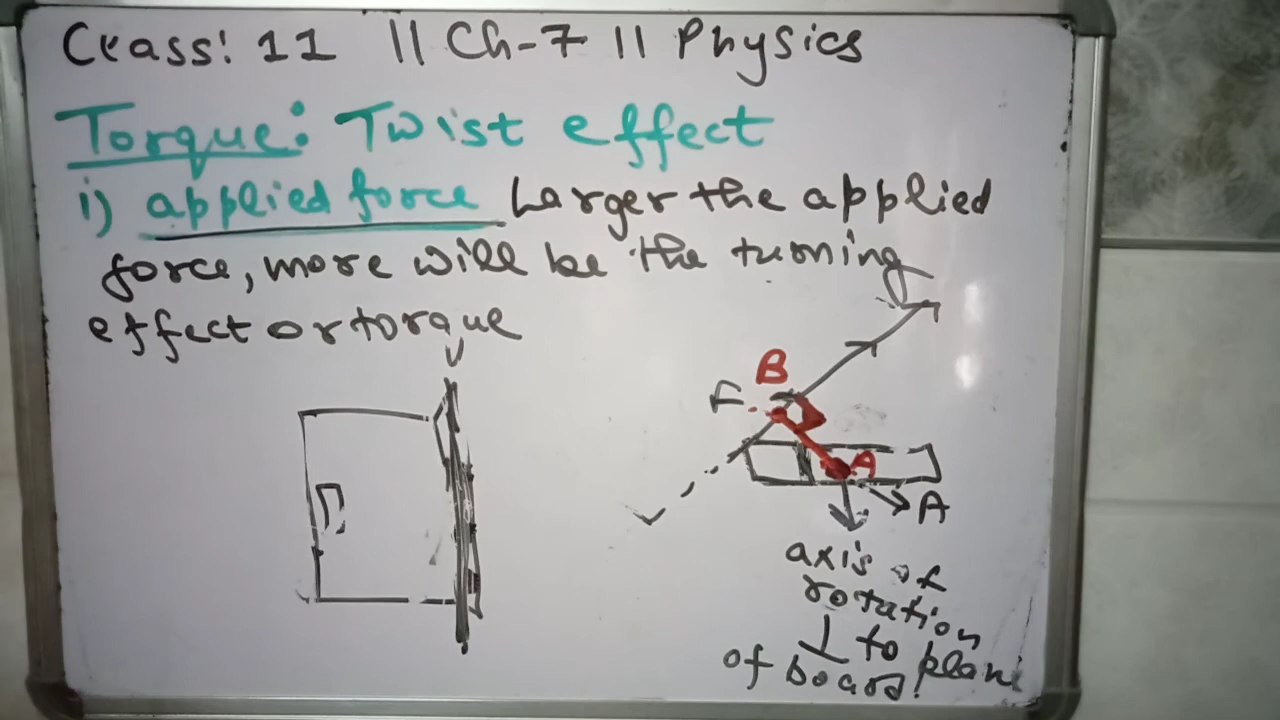 Class: 11 || Ch-7 || Physics
Torque: Twist effect
i) applied force Larger the applied
force, more will be the turning
effect or torque
B
F
A
A
axis of
rotation
⊥ to plane
of board.